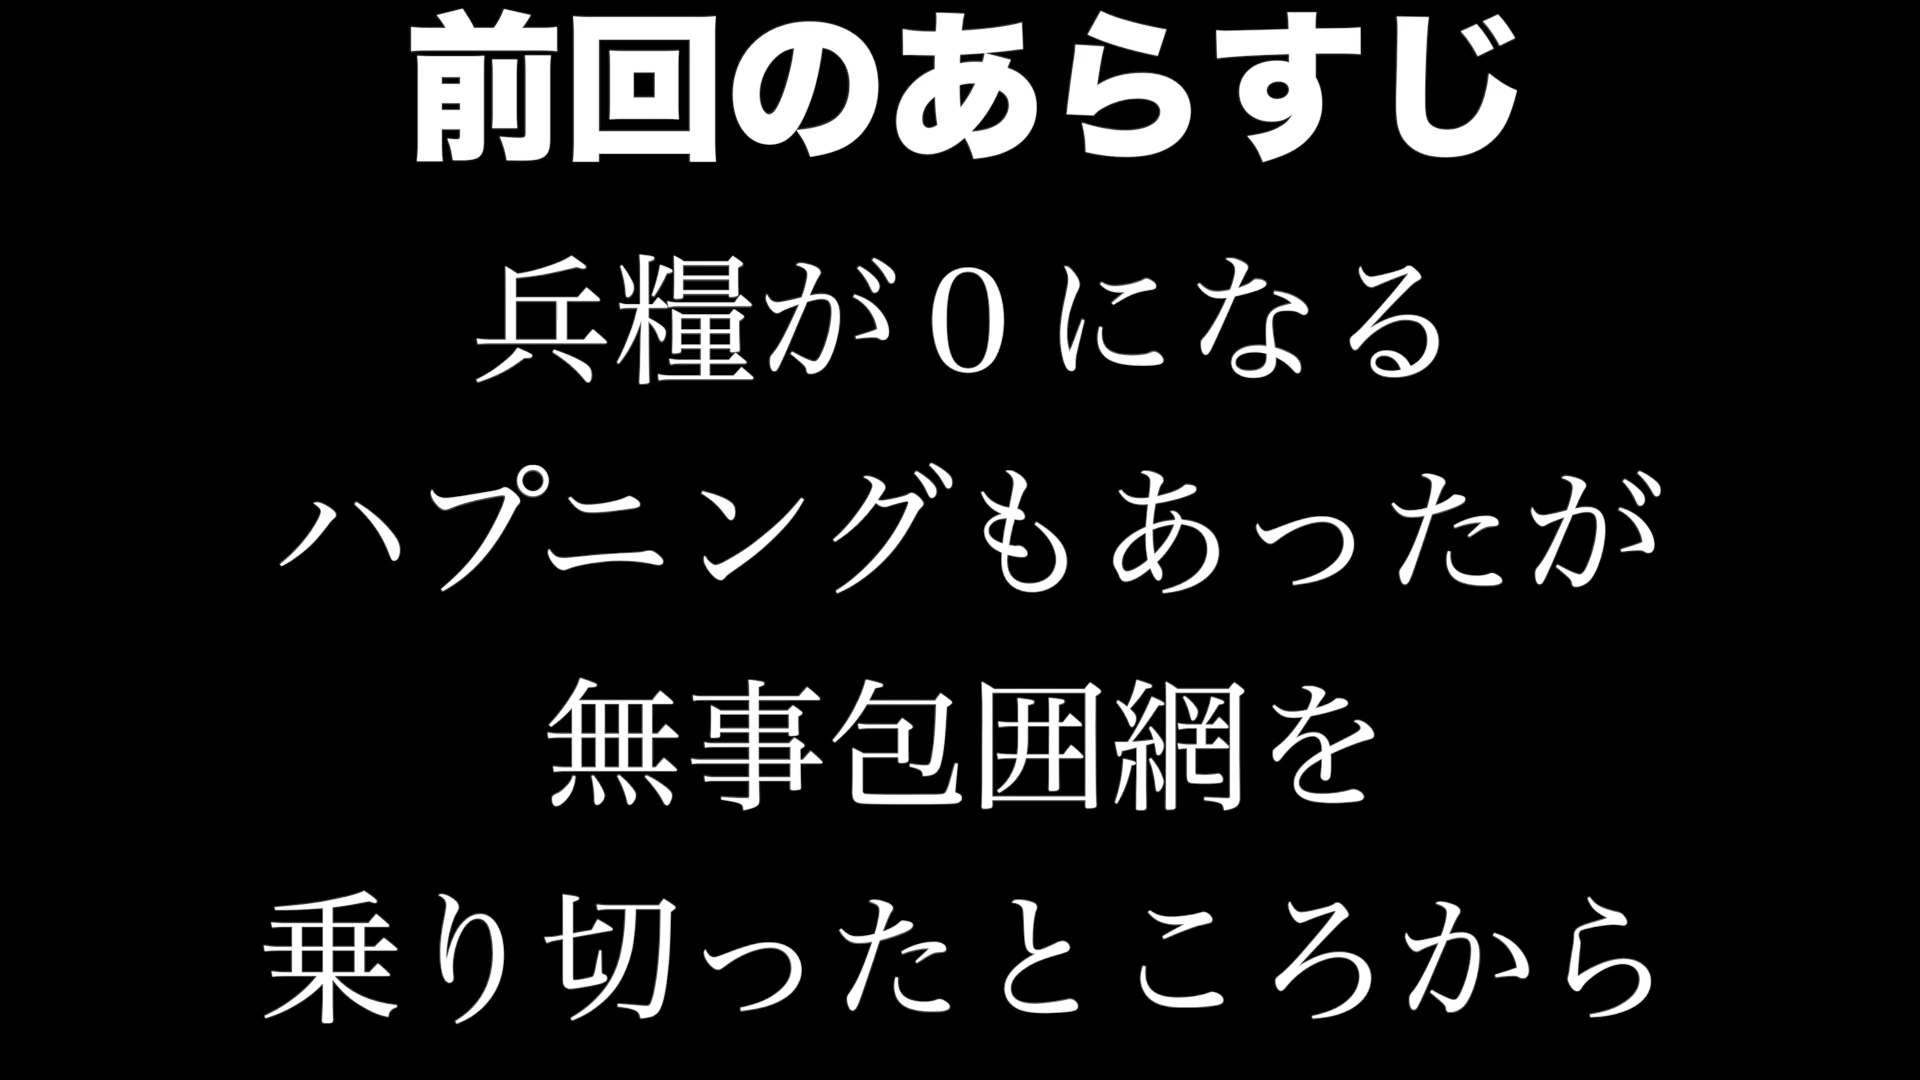 前回のあらすじ
兵糧が０になる
ハプニングもあったが
無事包囲網を
乗り切ったところから